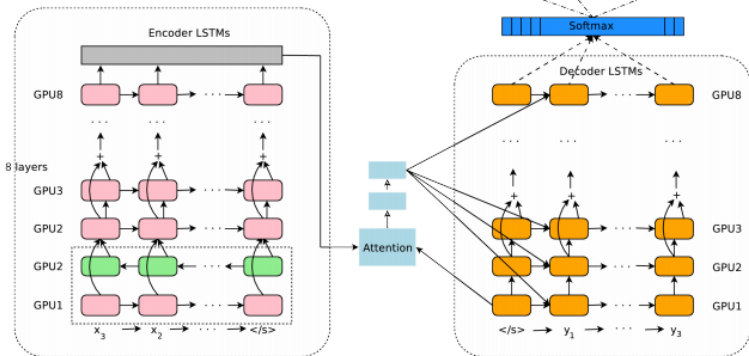 Encoder LSTMs
GPU8
...
...
+ + +
8 layers
GPU3
...
GPU2
...
GPU2
...
GPU1
...
x₃ x₂ ... </s>
Attention
Softmax
Decoder LSTMs
GPU8
...
...
+ + +
GPU3
...
GPU2
...
GPU1
...
</s> y₁ ... y₃